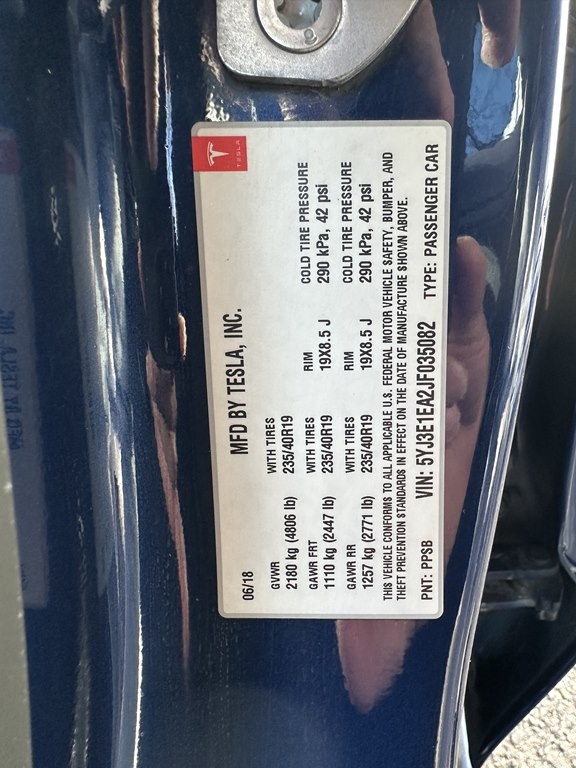 TESLA
MFD BY TESLA, INC.
06/18
GVWR WITH TIRES RIM COLD TIRE PRESSURE
2180 kg (4806 lb) 235/40R19
GAWR FRT WITH TIRES RIM COLD TIRE PRESSURE
1110 kg (2447 lb) 235/40R19 19X8.5 J 290 kPa, 42 psi
GAWR RR WITH TIRES RIM COLD TIRE PRESSURE
1257 kg (2771 lb) 235/40R19 19X8.5 J 290 kPa, 42 psi
THIS VEHICLE CONFORMS TO ALL APPLICABLE U.S. FEDERAL MOTOR VEHICLE SAFETY, BUMPER, AND
THEFT PREVENTION STANDARDS IN EFFECT ON THE DATE OF MANUFACTURE SHOWN ABOVE.
PNT: PPSB VIN: 5YJ3E1EA2JF035082 TYPE: PASSENGER CAR